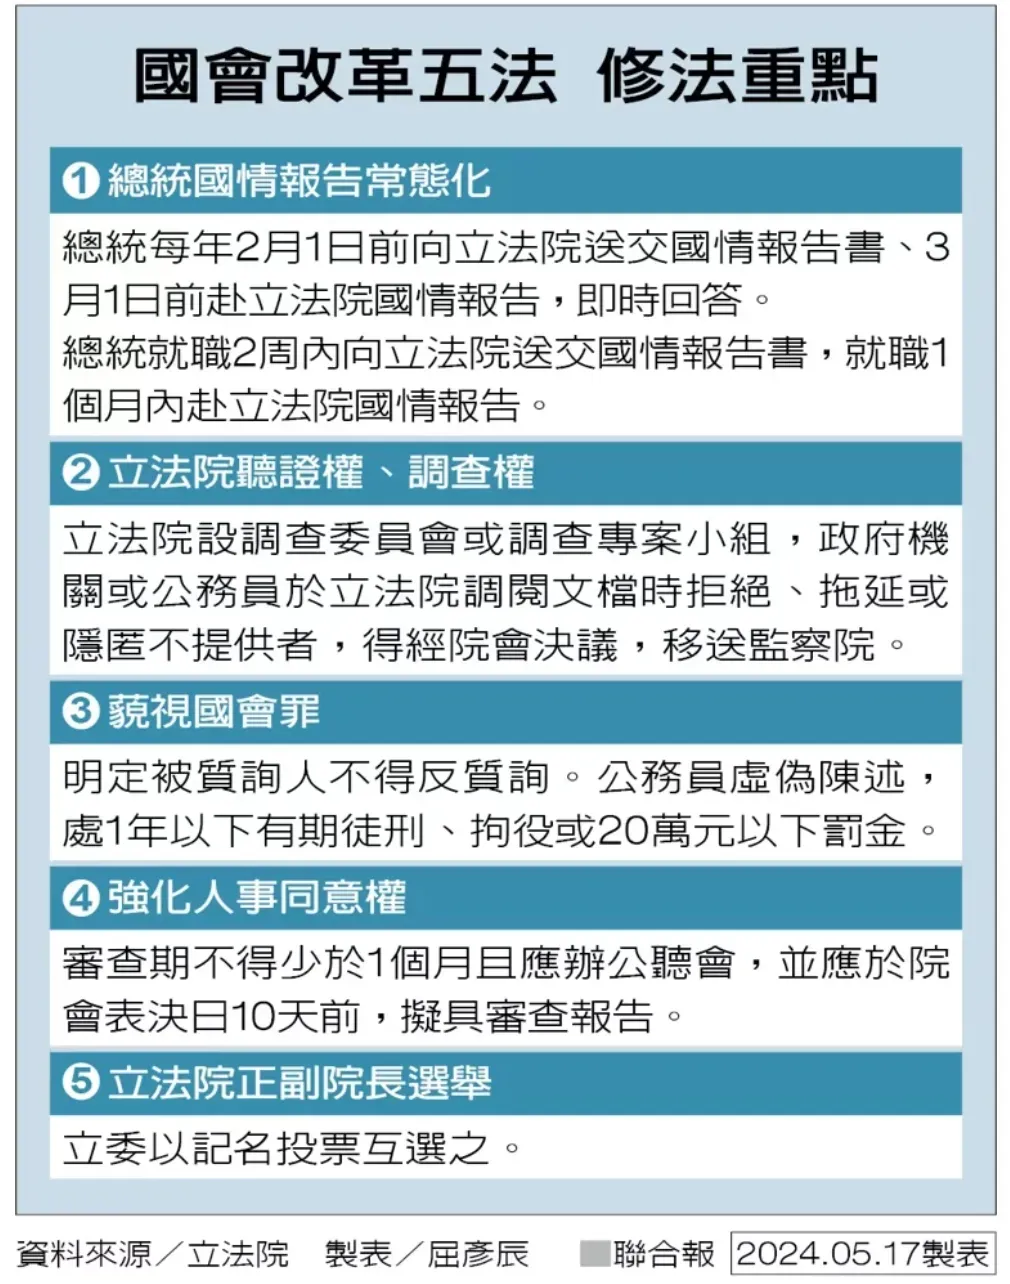 國會改革五法 修法重點
❶總統國情報告常態化
總統每年2月1日前向立法院送交國情報告書、3
月1日前赴立法院國情報告，即時回答。
總統就職2周內向立法院送交國情報告書，就職1
個月內赴立法院國情報告。
❷立法院聽證權、調查權
立法院設調查委員會或調查專案小組，政府機
關或公務員於立法院調閱文檔時拒絕、拖延或
隱匿不提供者，得經院會決議，移送監察院。
❸藐視國會罪
明定被質詢人不得反質詢。公務員虛偽陳述，
處1年以下有期徒刑、拘役或20萬元以下罰金。
❹強化人事同意權
審查期不得少於1個月且應辦公聽會，並應於院
會表決日10天前，擬具審查報告。
❺立法院正副院長選舉
立委以記名投票互選之。
資料來源／立法院　製表／屈彥辰　聯合報 2024.05.17製表